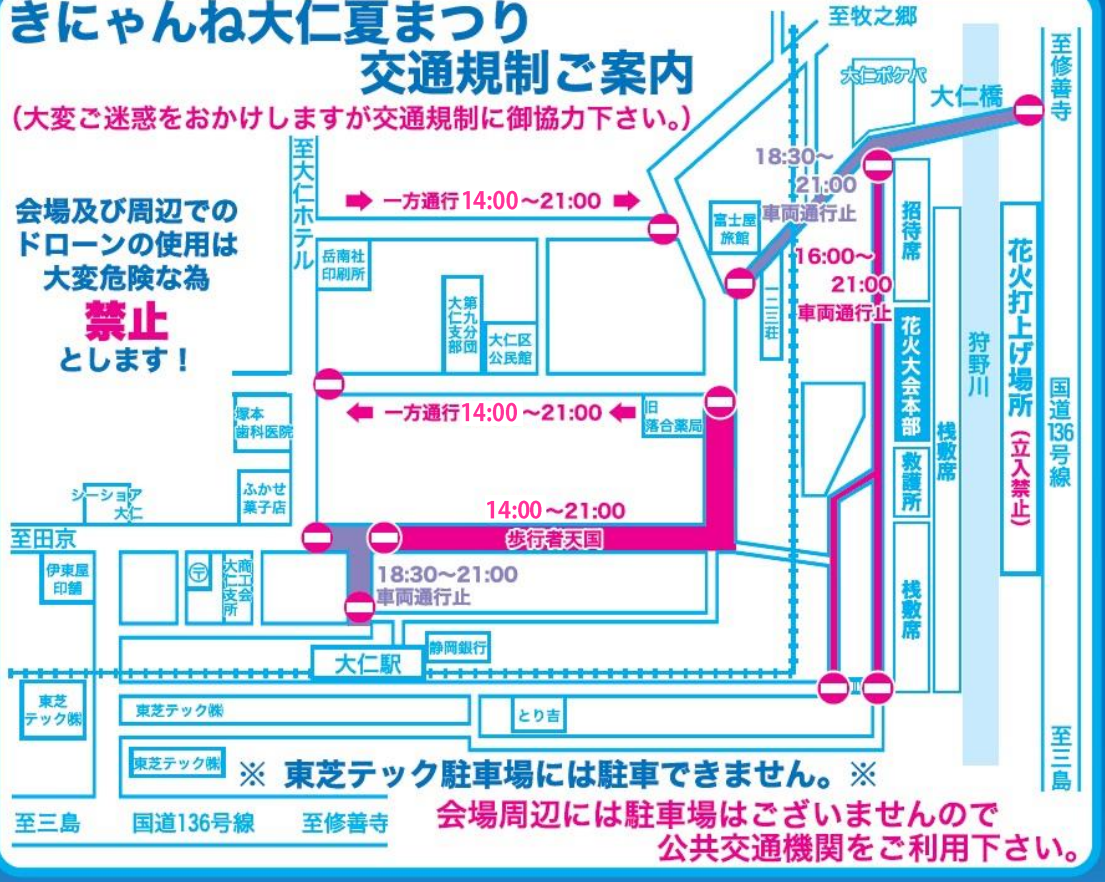 きにゃんね大仁夏まつり
交通規制ご案内
(大変ご迷惑をおかけしますが交通規制に御協力下さい。)
至牧之郷
至修善寺
大仁ポケパ
大仁橋
会場及び周辺での
ドローンの使用は
大変危険な為
禁止
とします!
至大仁ホテル
一方通行14:00〜21:00
18:30〜
21:00
車両通行止
富士屋
旅館
16:00〜
21:00
車両通行止
招待席
岳南社
印刷所
第九分団
大仁支部
大仁区
公民館
一二三荘
花火打上げ場所
(立入禁止)
花火大会本部
狩野川
国道136号線
一方通行14:00〜21:00
旧
落合薬局
塚本
歯科医院
救護所
桟敷席
シーショア
大仁
ふかせ
菓子店
14:00〜21:00
歩行者天国
至田京
伊東屋
印舗
〒
商工会
大仁支所
18:30〜21:00
車両通行止
桟敷席
大仁駅
静岡銀行
東芝
テック㈱
東芝テック㈱
とり吉
至三島
東芝テック㈱
※ 東芝テック駐車場には駐車できません。※
至三島
国道136号線
至修善寺
会場周辺には駐車場はございませんので
公共交通機関をご利用下さい。